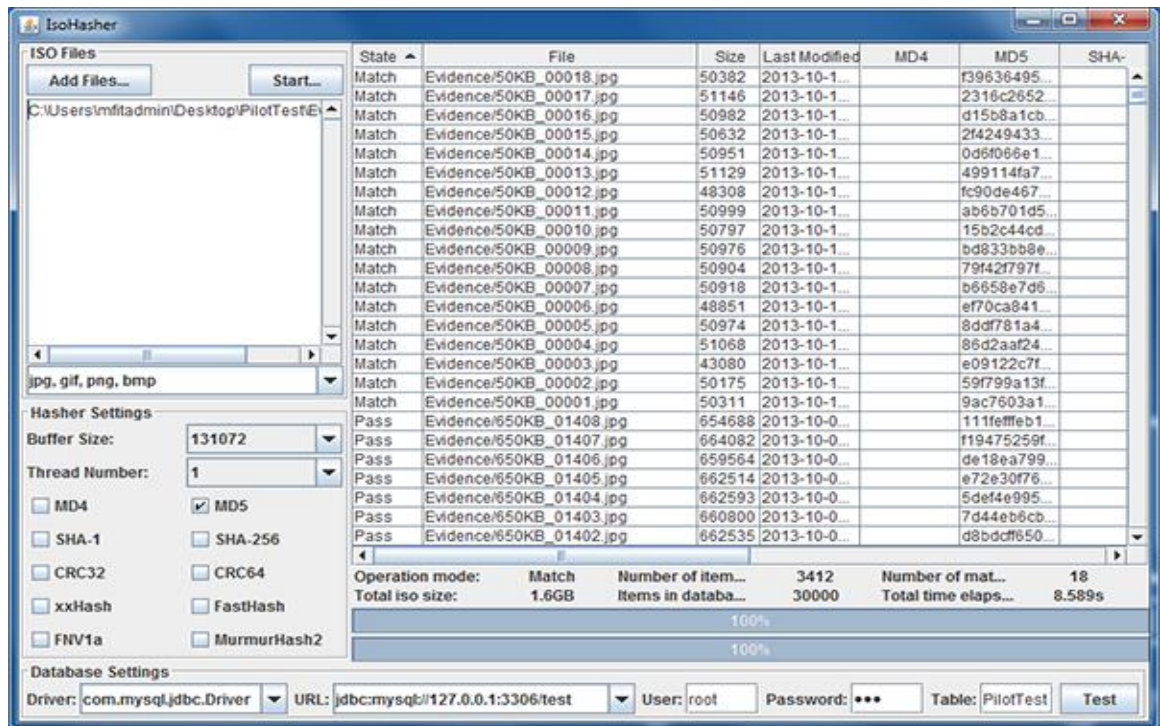 IsoHasher
ISO Files
Add Files... Start...
C:\Users\mfitadmin\Desktop\PilotTest\Ev
jpg, gif, png, bmp
Hasher Settings
Buffer Size: 131072
Thread Number: 1
MD4 MD5
SHA-1 SHA-256
CRC32 CRC64
xxHash FastHash
FNV1a MurmurHash2
State File Size Last Modified MD4 MD5 SHA-
Match Evidence/50KB_00018.jpg 50382 2013-10-1... f39636495...
Match Evidence/50KB_00017.jpg 51146 2013-10-1... 2316c2652...
Match Evidence/50KB_00016.jpg 50982 2013-10-1... d15b8a1cb...
Match Evidence/50KB_00015.jpg 50632 2013-10-1... 2f4249433...
Match Evidence/50KB_00014.jpg 50951 2013-10-1... 0d6f066e1...
Match Evidence/50KB_00013.jpg 51129 2013-10-1... 499114fa7...
Match Evidence/50KB_00012.jpg 48308 2013-10-1... fc90de467...
Match Evidence/50KB_00011.jpg 50999 2013-10-1... ab6b701d5...
Match Evidence/50KB_00010.jpg 50797 2013-10-1... 15b2c44cd...
Match Evidence/50KB_00009.jpg 50976 2013-10-1... bd833bb8e...
Match Evidence/50KB_00008.jpg 50904 2013-10-1... 79f42f797f...
Match Evidence/50KB_00007.jpg 50918 2013-10-1... b6658e7d6...
Match Evidence/50KB_00006.jpg 48851 2013-10-1... ef70ca841...
Match Evidence/50KB_00005.jpg 50974 2013-10-1... 8ddf781a4...
Match Evidence/50KB_00004.jpg 51068 2013-10-1... 86d2aaf24...
Match Evidence/50KB_00003.jpg 43080 2013-10-1... e09122c7f...
Match Evidence/50KB_00002.jpg 50175 2013-10-1... 59f799a13f...
Match Evidence/50KB_00001.jpg 50311 2013-10-1... 9ac7603a1...
Pass Evidence/650KB_01408.jpg 654688 2013-10-0... 111fefffeb1...
Pass Evidence/650KB_01407.jpg 664082 2013-10-0... f19475259f...
Pass Evidence/650KB_01406.jpg 659564 2013-10-0... de18ea799...
Pass Evidence/650KB_01405.jpg 662514 2013-10-0... e72e30f76...
Pass Evidence/650KB_01404.jpg 662593 2013-10-0... 5def4e995...
Pass Evidence/650KB_01403.jpg 660800 2013-10-0... 7d44eb6cb...
Pass Evidence/650KB_01402.jpg 662535 2013-10-0... d8bdcff650...
Operation mode: Match Number of item... 3412 Number of mat... 18
Total iso size: 1.6GB Items in databa... 30000 Total time elaps... 8.589s
100%
100%
Database Settings
Driver: com.mysql.jdbc.Driver URL: jdbc:mysql://127.0.0.1:3306/test User: root Password: ●●● Table: PilotTest Test